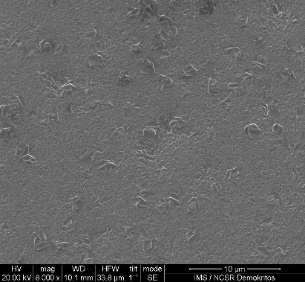 HV mag WD HFW tilt mode 10 µm
20.00 kV 8 000 x 10.1 mm 33.8 µm 1 ° SE IMS / NCSR Demokritos